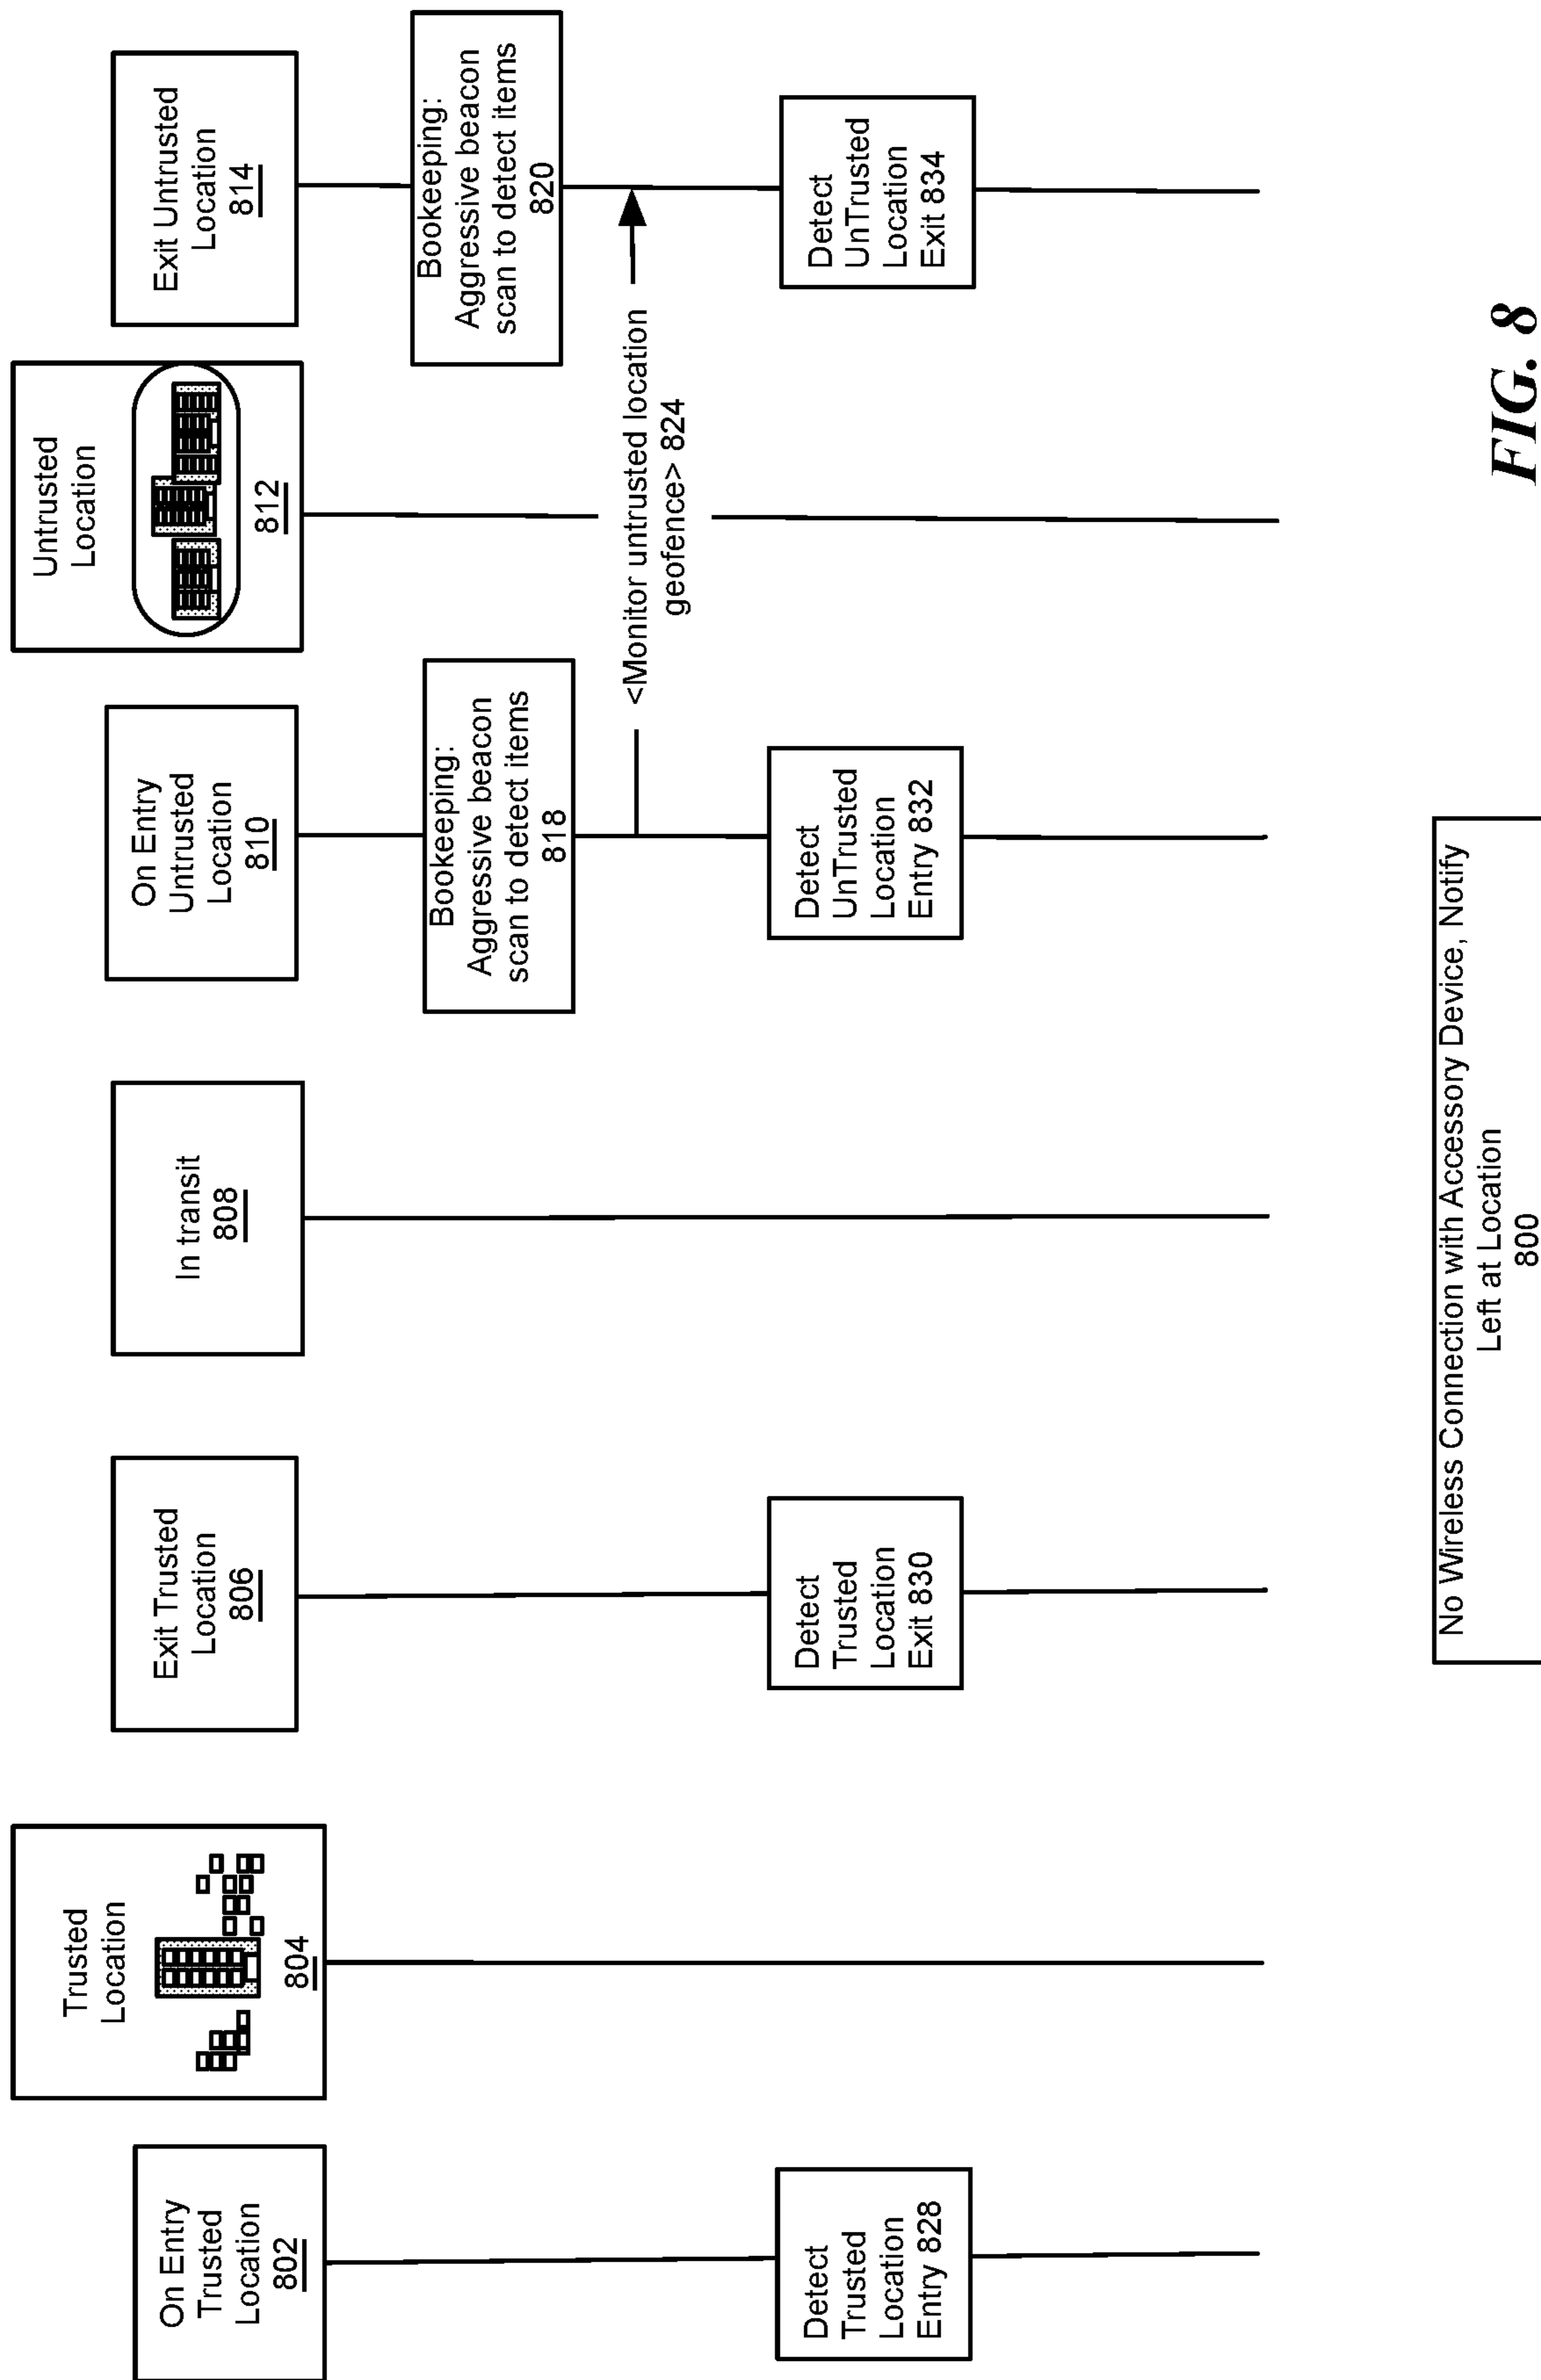 On Entry
Trusted
Location
802
Trusted
Location
804
Exit Trusted
Location
806
In transit
808
On Entry
Untrusted
Location
810
Untrusted
Location
812
Exit Untrusted
Location
814
Bookeeping:
Aggressive beacon
scan to detect items
818
Bookeeping:
Aggressive beacon
scan to detect items
820
<Monitor untrusted location
geofence> 824
Detect
Trusted
Location
Entry 828
Detect
Trusted
Location
Exit 830
Detect
UnTrusted
Location
Entry 832
Detect
UnTrusted
Location
Exit 834
No Wireless Connection with Accessory Device, Notify
Left at Location
800
FIG. 8